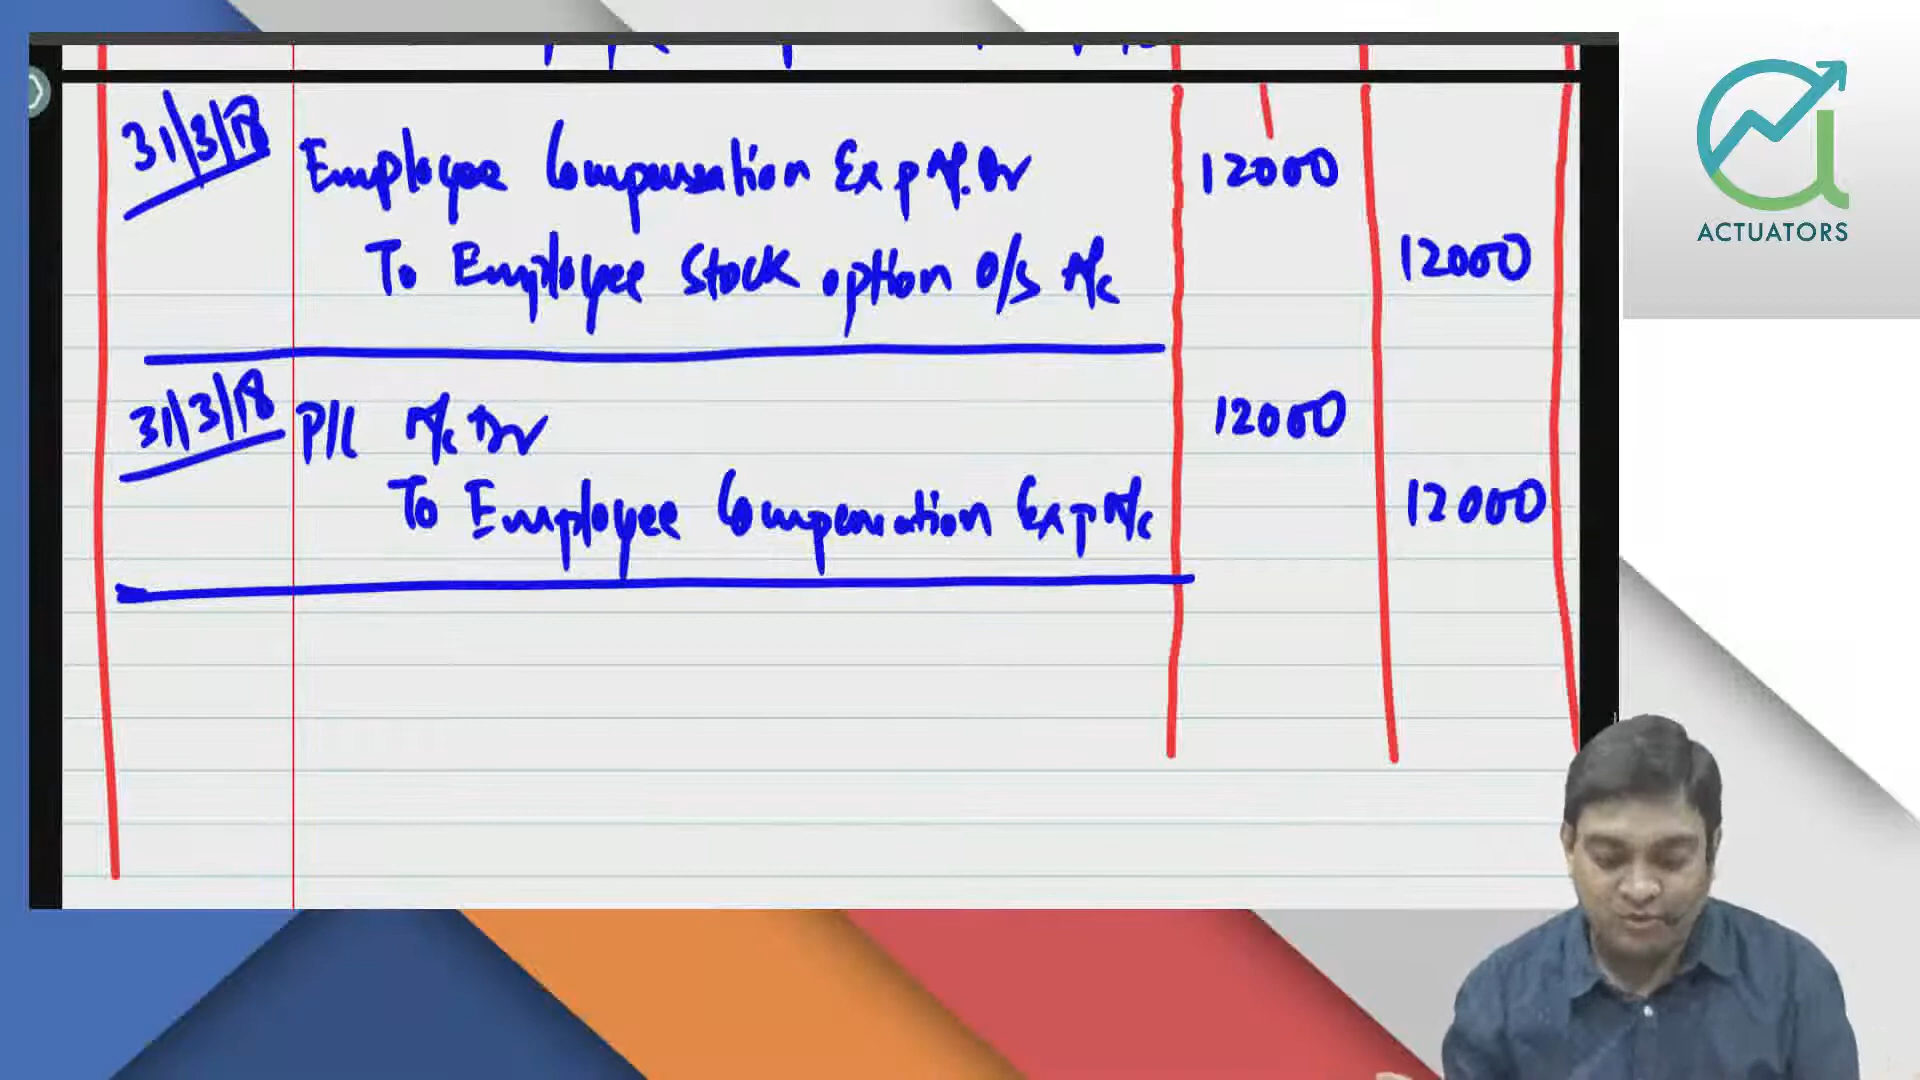 31/3/18 Employee Compensation Exp A/c. Dr 12000
To Employee Stock option O/s A/c 12000
31/3/18 P/L A/c Dr 12000
To Employee Compensation Exp A/c 12000
ACTUATORS